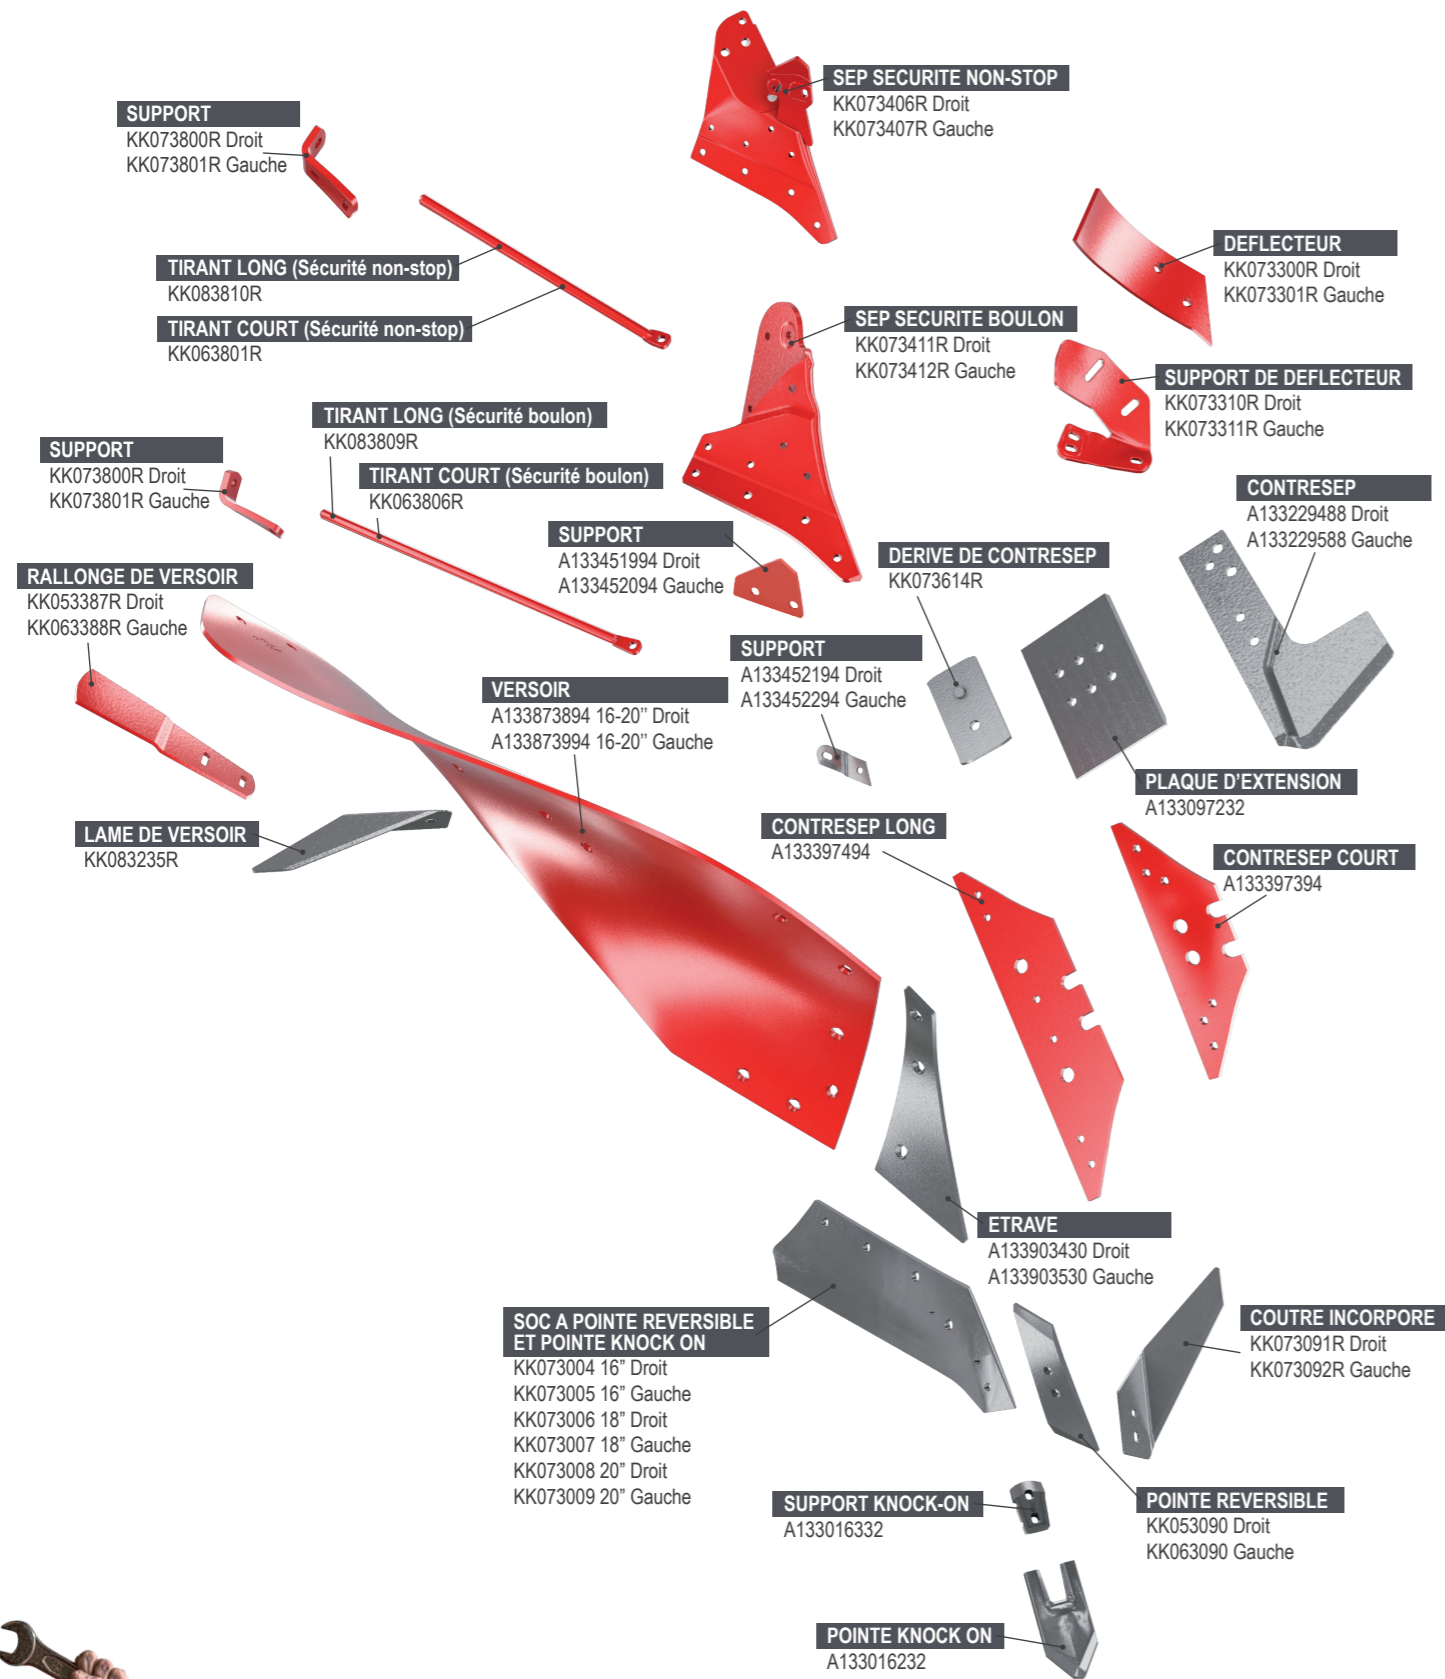 SEP SECURITE NON-STOP
KK073406R Droit
KK073407R Gauche
SUPPORT
KK073800R Droit
KK073801R Gauche
DEFLECTEUR
KK073300R Droit
KK073301R Gauche
TIRANT LONG (Sécurité non-stop)
KK083810R
TIRANT COURT (Sécurité non-stop)
KK063801R
SEP SECURITE BOULON
KK073411R Droit
KK073412R Gauche
SUPPORT DE DEFLECTEUR
KK073310R Droit
KK073311R Gauche
TIRANT LONG (Sécurité boulon)
KK083809R
TIRANT COURT (Sécurité boulon)
KK063806R
SUPPORT
KK073800R Droit
KK073801R Gauche
CONTRESEP
A133229488 Droit
A133229588 Gauche
SUPPORT
A133451994 Droit
A133452094 Gauche
DERIVE DE CONTRESEP
KK073614R
RALLONGE DE VERSOIR
KK053387R Droit
KK063388R Gauche
SUPPORT
A133452194 Droit
A133452294 Gauche
VERSOIR
A133873894 16-20’’ Droit
A133873994 16-20’’ Gauche
PLAQUE D’EXTENSION
A133097232
LAME DE VERSOIR
KK083235R
CONTRESEP LONG
A133397494
CONTRESEP COURT
A133397394
ETRAVE
A133903430 Droit
A133903530 Gauche
SOC A POINTE REVERSIBLE
ET POINTE KNOCK ON
KK073004 16” Droit
KK073005 16” Gauche
KK073006 18” Droit
KK073007 18” Gauche
KK073008 20” Droit
KK073009 20” Gauche
COUTRE INCORPORE
KK073091R Droit
KK073092R Gauche
SUPPORT KNOCK-ON
A133016332
POINTE REVERSIBLE
KK053090 Droit
KK063090 Gauche
POINTE KNOCK ON
A133016232